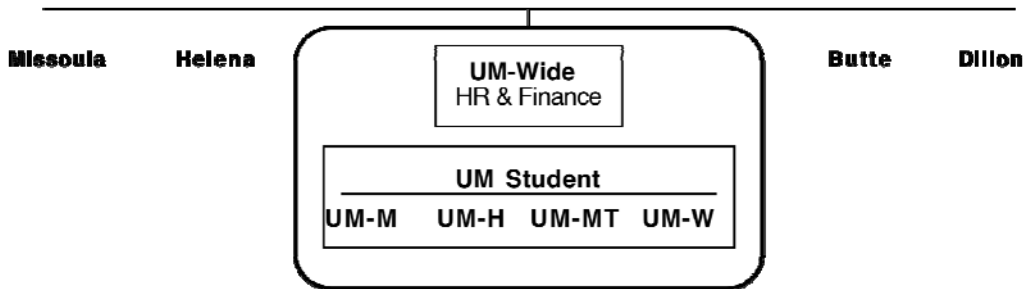 Missoula Helena Butte Dillon
UM-Wide
HR & Finance
UM Student
UM-M UM-H UM-MT UM-W